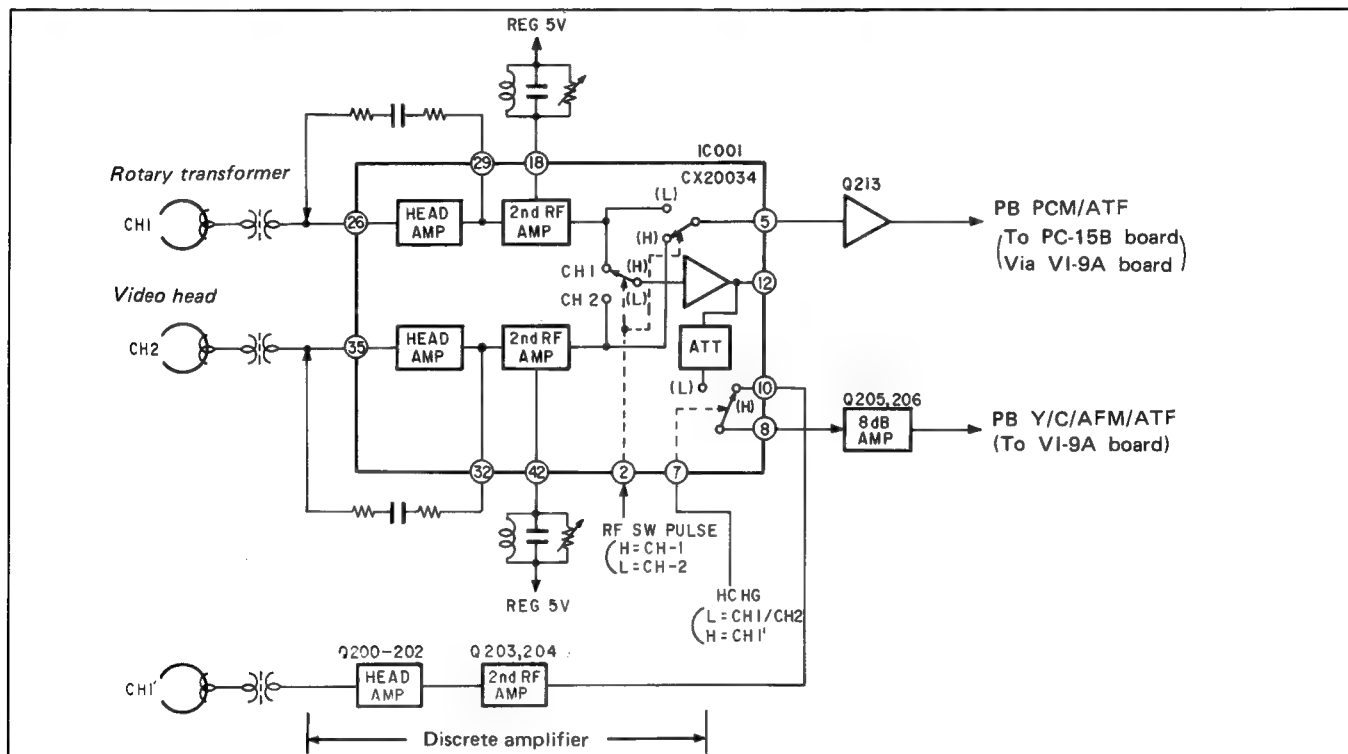 REG 5V
IC001
CX20034
29
18
Rotary transformer
CH1
26
HEAD AMP
2nd RF AMP
(L)
(H)
5
Q213
PB PCM/ATF
(To PC-15B board
Via VI-9A board)
CH1
(H)
(L)
CH2
12
Video head
CH2
35
HEAD AMP
2nd RF AMP
ATT
(L)
(H)
10
8
Q205,206
8dB AMP
PB Y/C/AFM/ATF
(To VI-9A board)
32
42
2
7
RF SW PULSE
(H=CH-1
L=CH-2
REG 5V
HCHG
(L=CH1/CH2
H=CH1'
Q200-202
Q203,204
CH1'
HEAD AMP
2nd RF AMP
Discrete amplifier